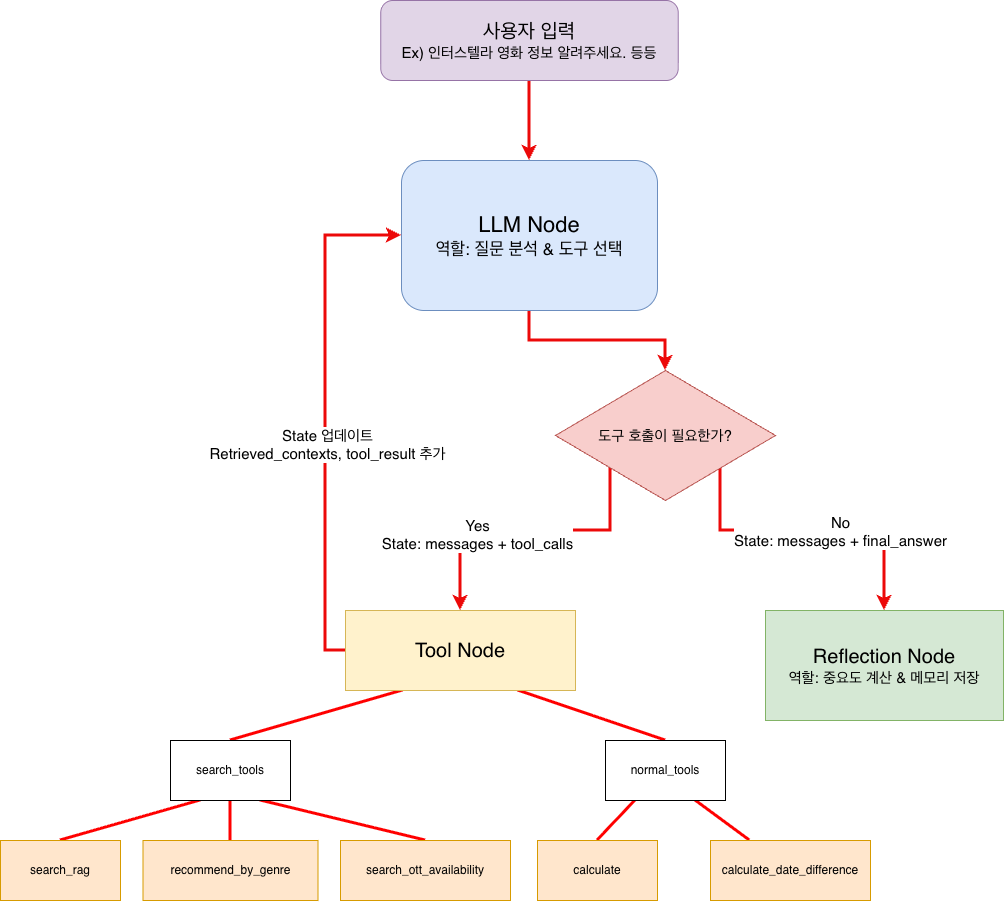 사용자 입력
Ex) 인터스텔라 영화 정보 알려주세요. 등등
LLM Node
역할: 질문 분석 & 도구 선택
도구 호출이 필요한가?
State 업데이트
Retrieved_contexts, tool_result 추가
Yes
State: messages + tool_calls
No
State: messages + final_answer
Tool Node
Reflection Node
역할: 중요도 계산 & 메모리 저장
search_tools
normal_tools
search_rag
recommend_by_genre
search_ott_availability
calculate
calculate_date_difference